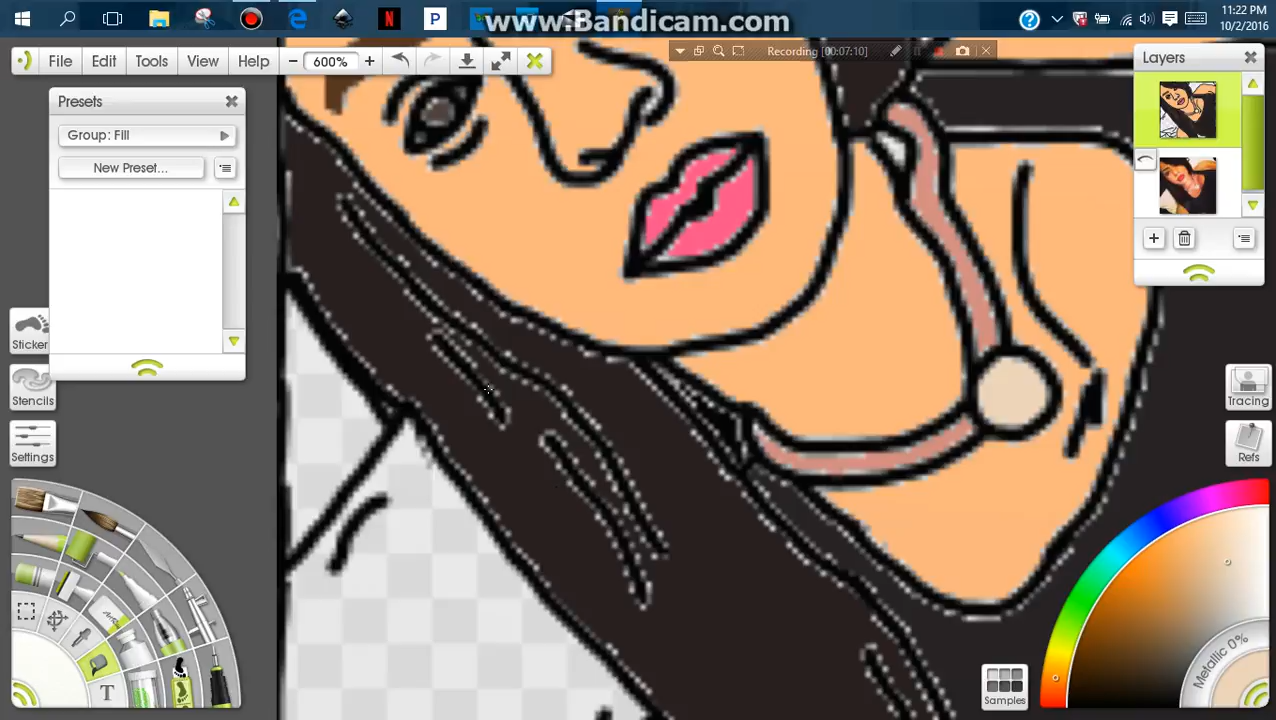 www.Bandicam.com
11:22 PM
10/2/2016
Recording [00:07:10]
File Edit Tools View Help
600%
Presets
Group: Fill
New Preset...
Layers
Sticker
Stencils
Settings
Tracing
Refs
Samples
Metallic 0%
T
N
P